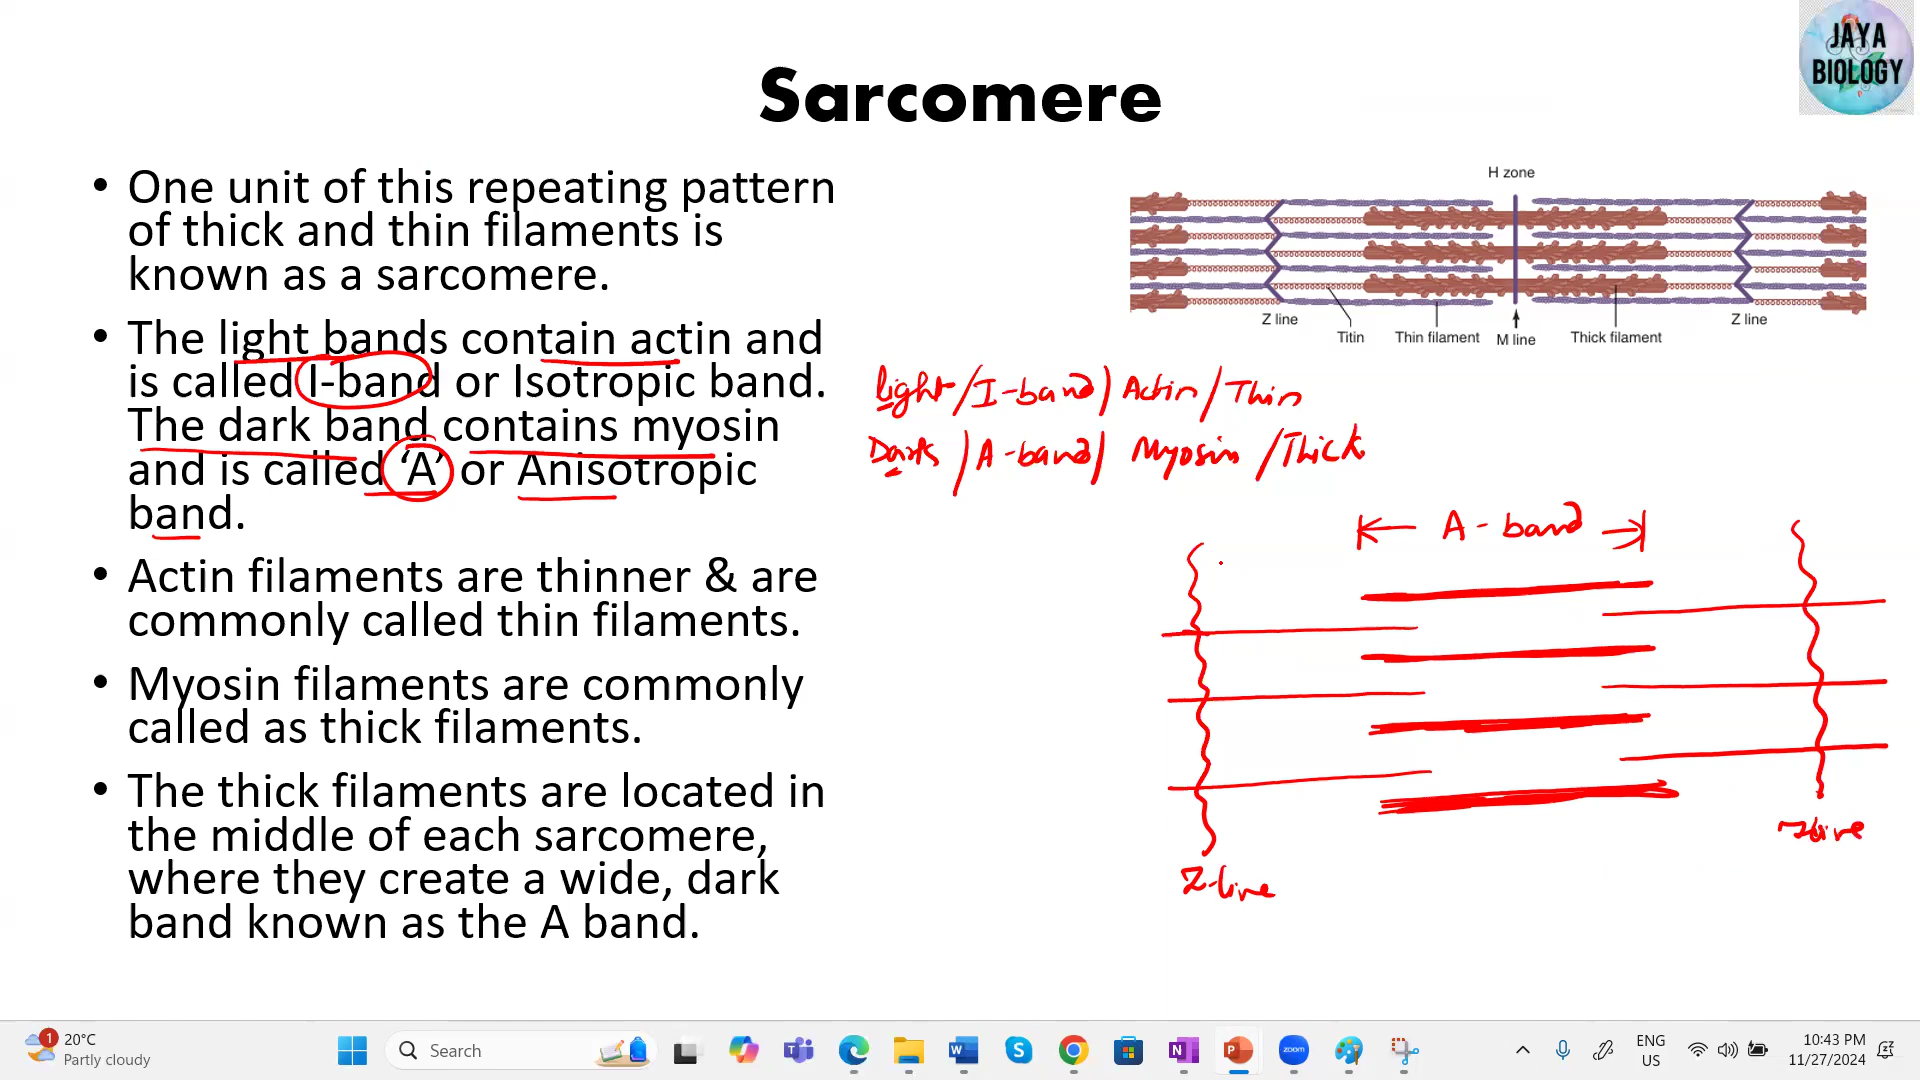 JAYA
BIOLOGY
Sarcomere
• One unit of this repeating pattern
of thick and thin filaments is
known as a sarcomere.
• The light bands contain actin and
is called I-band or Isotropic band.
The dark band contains myosin
and is called ‘A’ or Anisotropic
band.
• Actin filaments are thinner & are
commonly called thin filaments.
• Myosin filaments are commonly
called as thick filaments.
• The thick filaments are located in
the middle of each sarcomere,
where they create a wide, dark
band known as the A band.
H zone
Z line
Titin
Thin filament
M line
Thick filament
Z line
light/I-band/Actin/Thin
Dark/A-band/Myosin/Thick
A-band
Z-line
Z line
1
20°C
Partly cloudy
Search
zoom
ENG
US
10:43 PM
11/27/2024